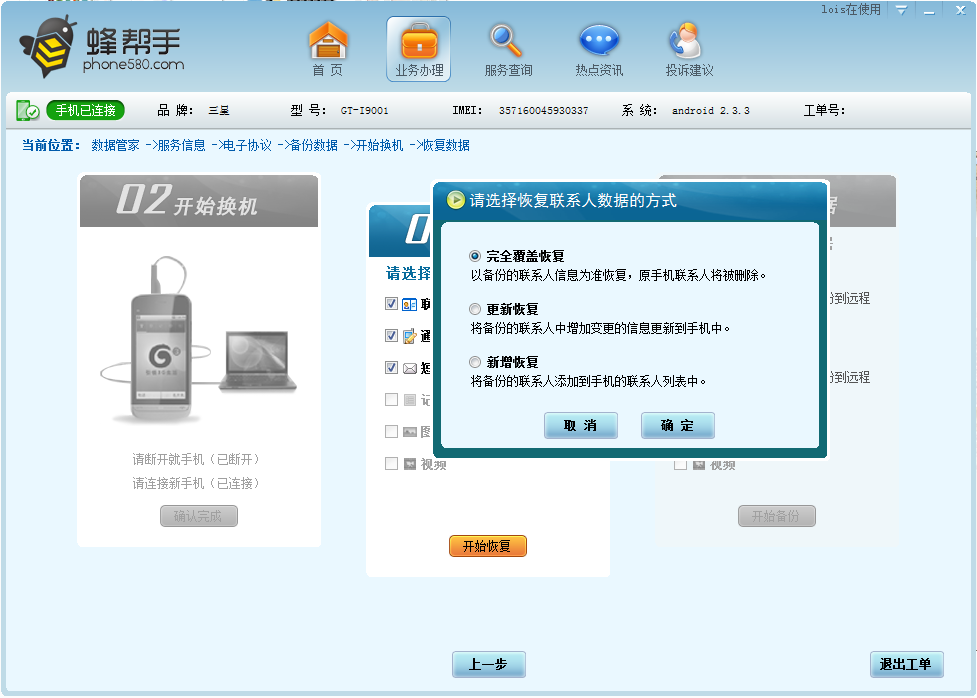 lois在使用
蜂帮手
phone580.com
首 页
业务办理
服务查询
热点资讯
投诉建议
手机已连接
品 牌： 三星
型 号： GT-I9001
IMEI： 357160045930337
系 统： android 2.3.3
工单号：
当前位置： 数据管家 ->服务信息 ->电子协议 ->备份数据 ->开始换机 ->恢复数据
02 开始换机
请断开就手机（已断开）
请连接新手机（已连接）
确认完成
0
请选择
联
通
短
记
图
视频
开始恢复
请选择恢复联系人数据的方式
完全覆盖恢复
以备份的联系人信息为准恢复，原手机联系人将被删除。
更新恢复
将备份的联系人中增加变更的信息更新到手机中。
新增恢复
将备份的联系人添加到手机的联系人列表中。
取 消
确 定
份到远程
份到远程
视频
开始备份
上一步
退出工单